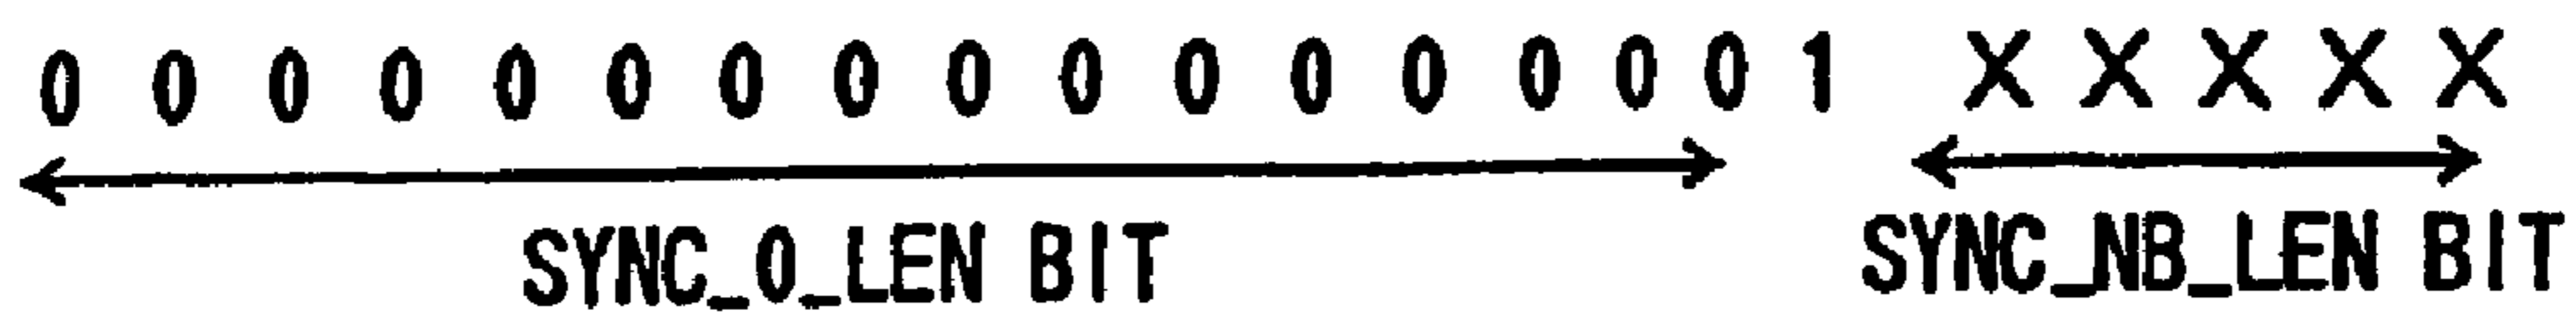 0 0 0 0 0 0 0 0 0 0 0 0 0 0 0 0 1 X X X X X
SYNC_0_LEN BIT SYNC_NB_LEN BIT